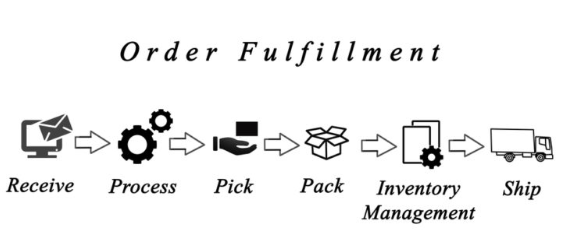 Order Fulfillment
Receive
Process
Pick
Pack
Inventory
Management
Ship